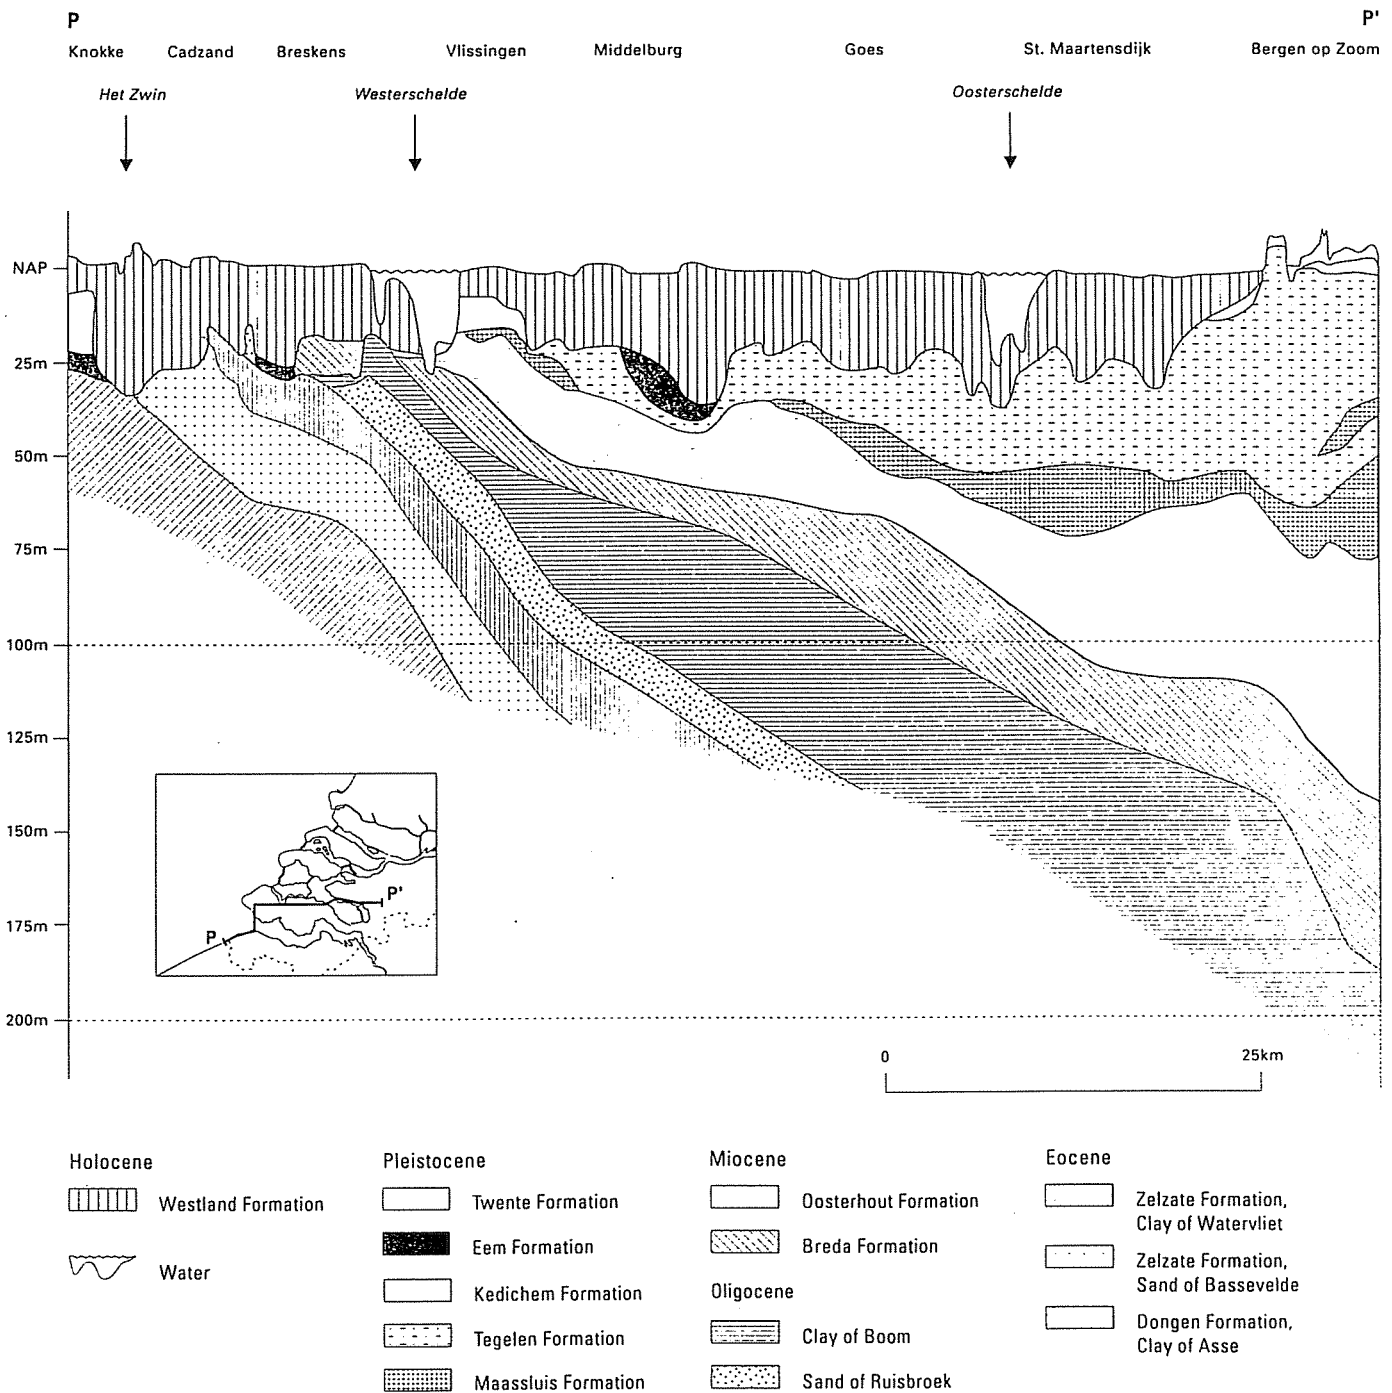 P P'
Knokke Cadzand Breskens Vlissingen Middelburg Goes St. Maartensdijk Bergen op Zoom
Het Zwin Westerschelde Oosterschelde
NAP
25m
50m
75m
100m
125m
150m
175m
200m
P P'
0 25km
Holocene
Westland Formation
Water
Pleistocene
Twente Formation
Eem Formation
Kedichem Formation
Tegelen Formation
Maassluis Formation
Miocene
Oosterhout Formation
Breda Formation
Oligocene
Clay of Boom
Sand of Ruisbroek
Eocene
Zelzate Formation,
Clay of Watervliet
Zelzate Formation,
Sand of Bassevelde
Dongen Formation,
Clay of Asse